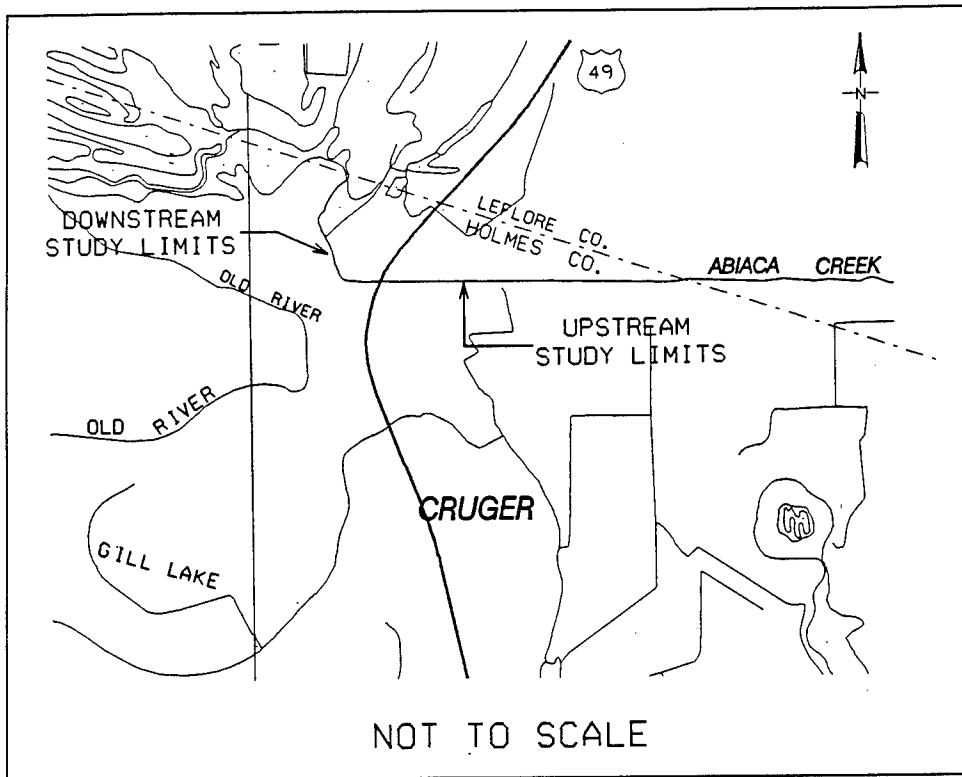 49
N
LEFLORE CO.
HOLMES CO.
DOWNSTREAM
STUDY LIMITS
ABIACA CREEK
OLD RIVER
UPSTREAM
STUDY LIMITS
OLD RIVER
CRUGER
GILL LAKE
NOT TO SCALE